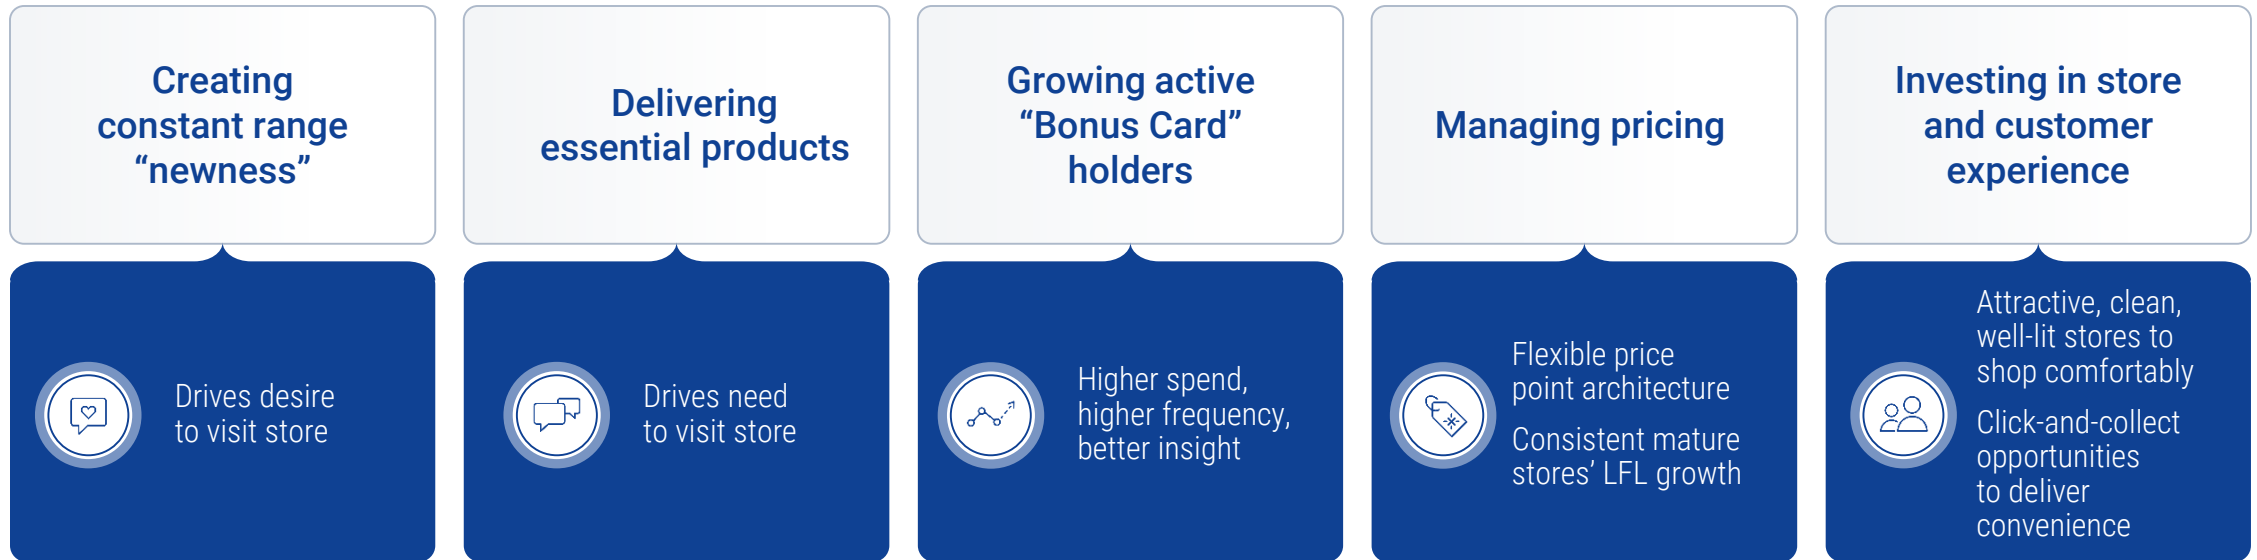 Creating
constant range
“newness”
Drives desire
to visit store
Delivering
essential products
Drives need
to visit store
Growing active
“Bonus Card”
holders
Higher spend,
higher frequency,
better insight
Managing pricing
Flexible price
point architecture
Consistent mature
stores’ LFL growth
Investing in store
and customer
experience
Attractive, clean,
well-lit stores to
shop comfortably
Click-and-collect
opportunities
to deliver
convenience